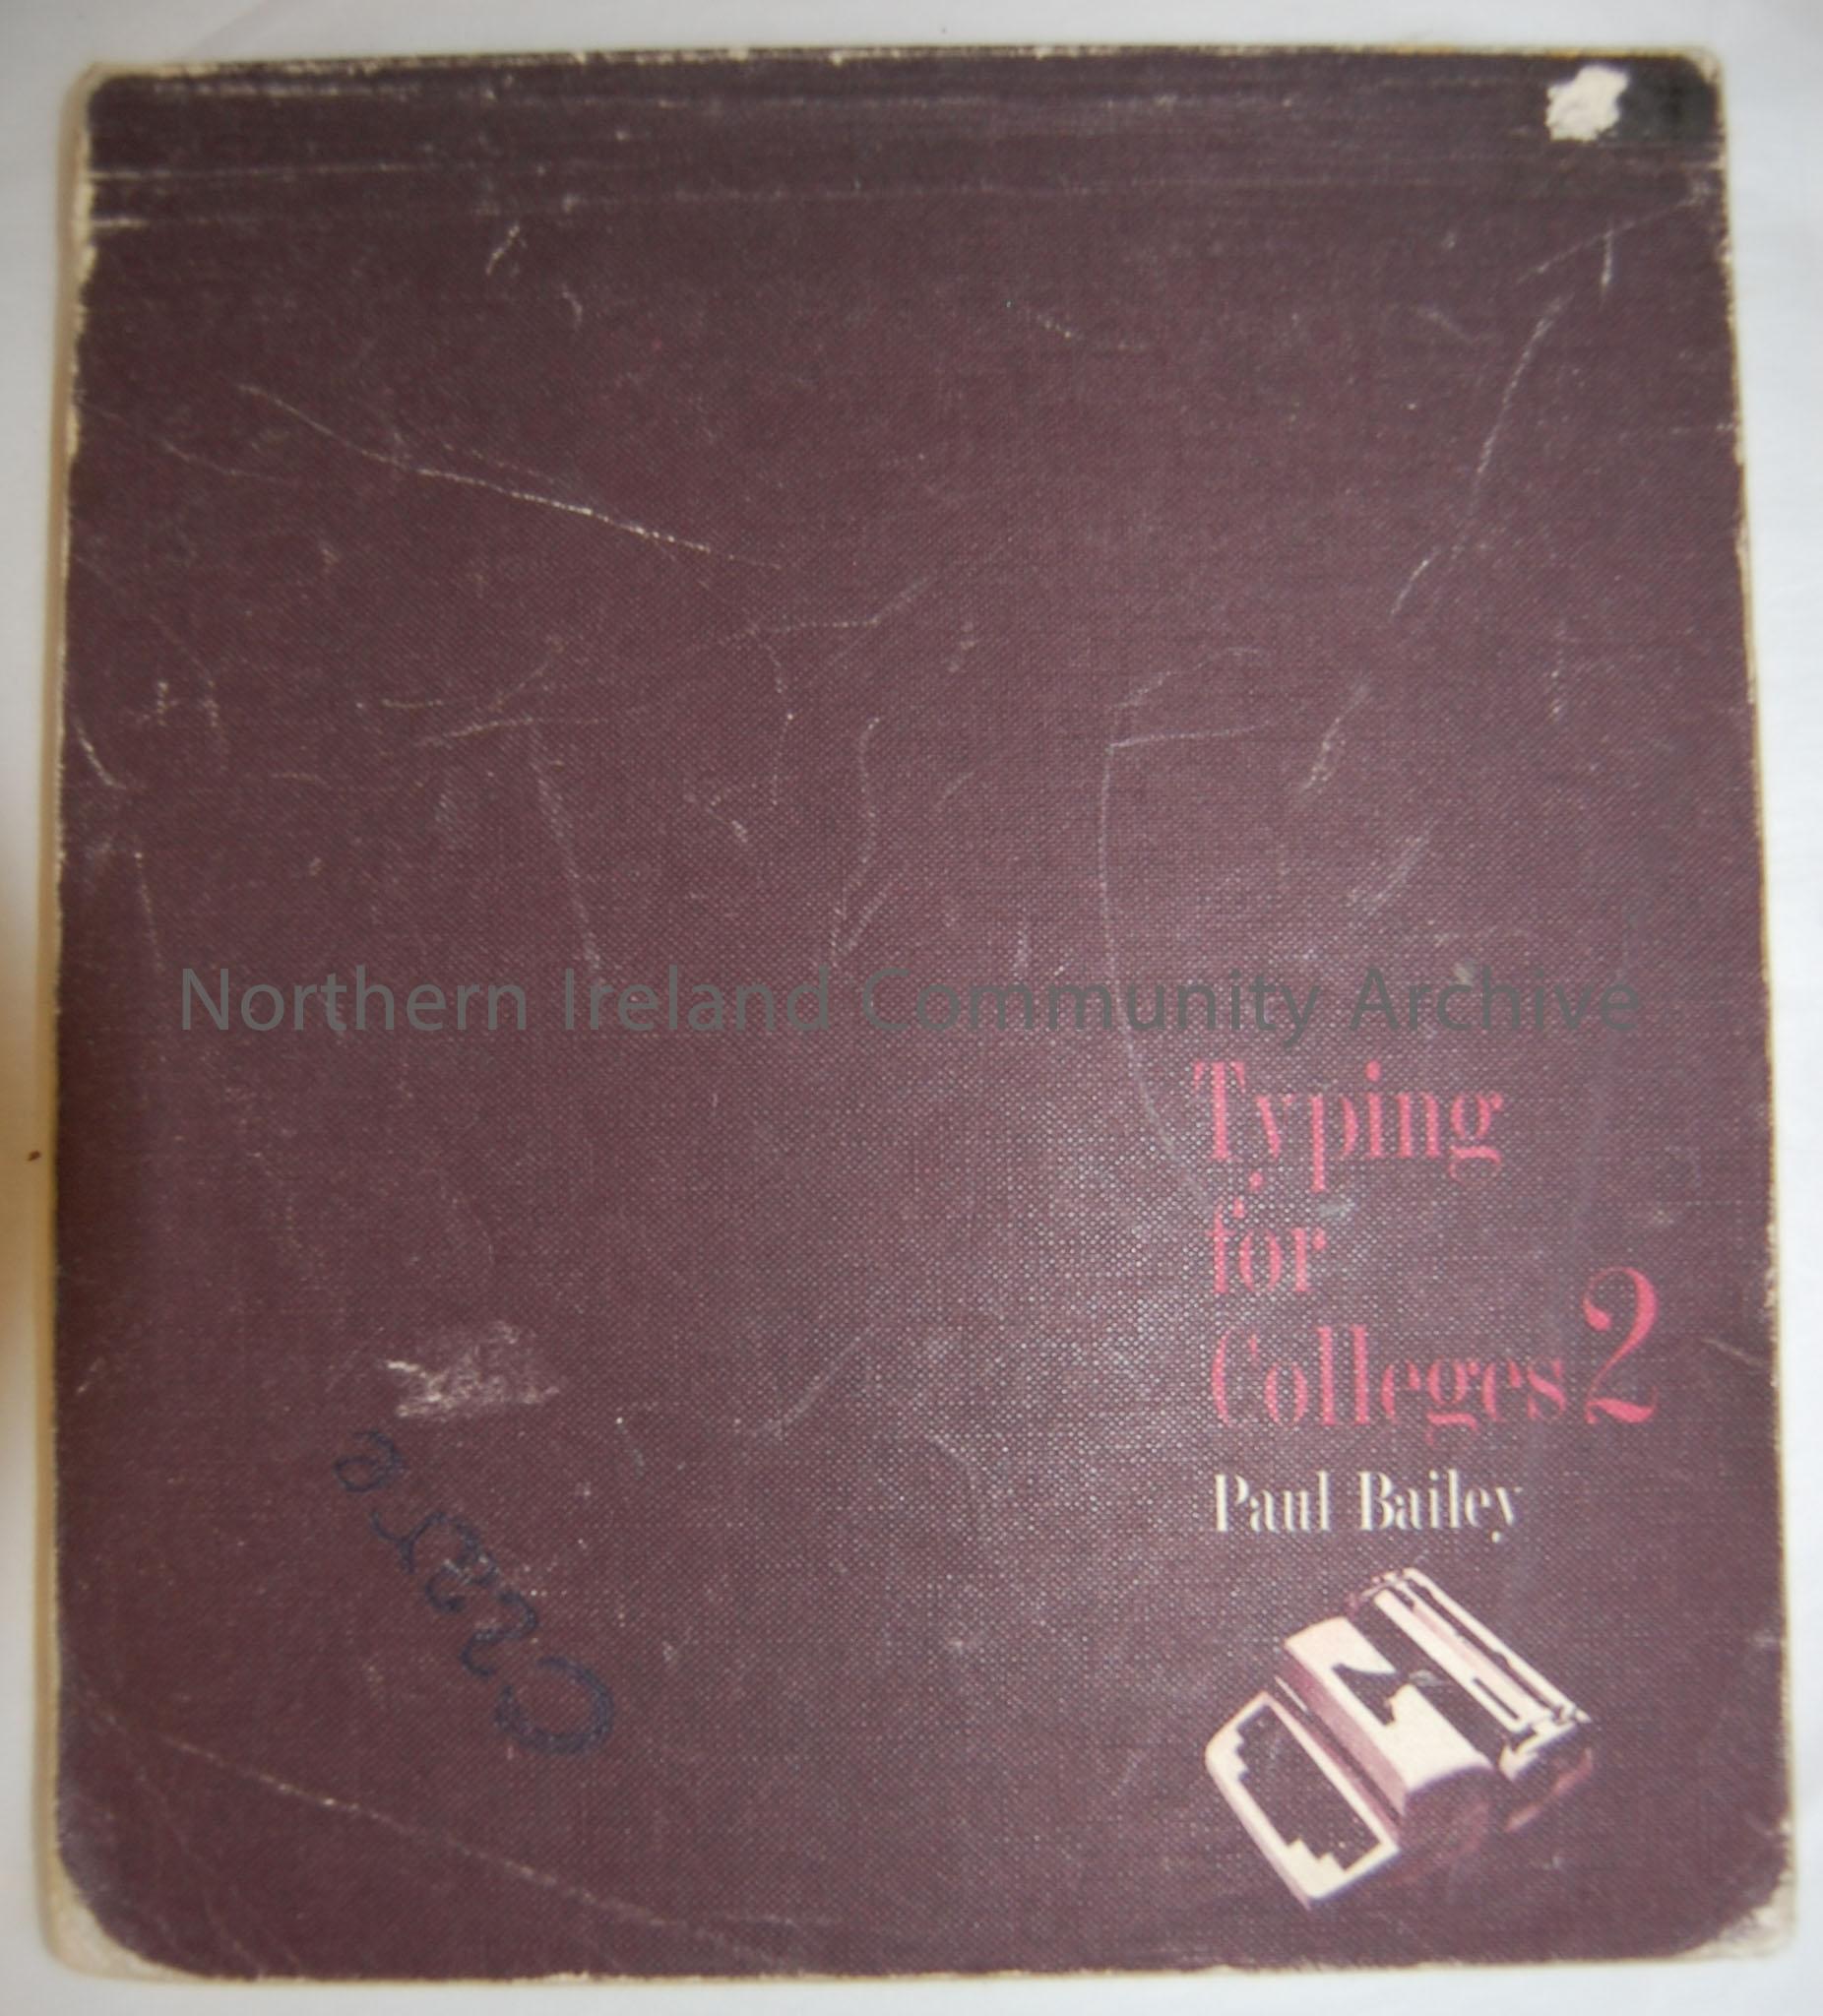 Northern Ireland Community Archive
Typing
for
Colleges 2
Paul Bailey